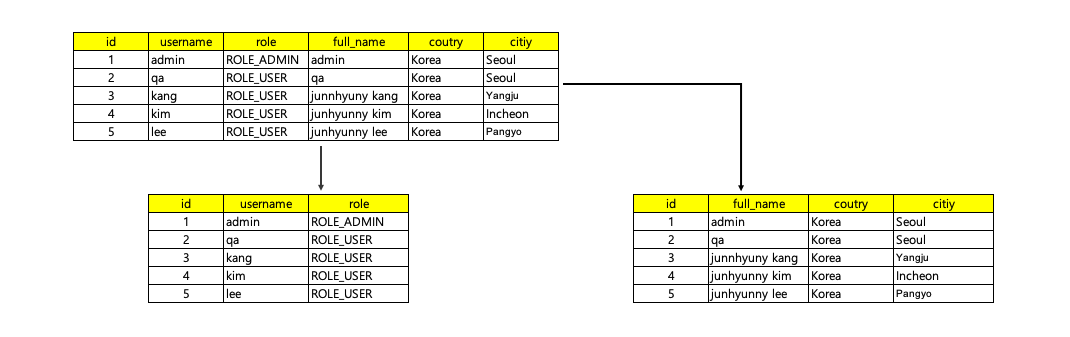 id username role full_name coutry citiy
1 admin ROLE_ADMIN admin Korea Seoul
2 qa ROLE_USER qa Korea Seoul
3 kang ROLE_USER junnhyuny kang Korea Yangju
4 kim ROLE_USER junhyunny kim Korea Incheon
5 lee ROLE_USER junhyunny lee Korea Pangyo
id username role
1 admin ROLE_ADMIN
2 qa ROLE_USER
3 kang ROLE_USER
4 kim ROLE_USER
5 lee ROLE_USER
id full_name coutry citiy
1 admin Korea Seoul
2 qa Korea Seoul
3 junnhyuny kang Korea Yangju
4 junhyunny kim Korea Incheon
5 junhyunny lee Korea Pangyo